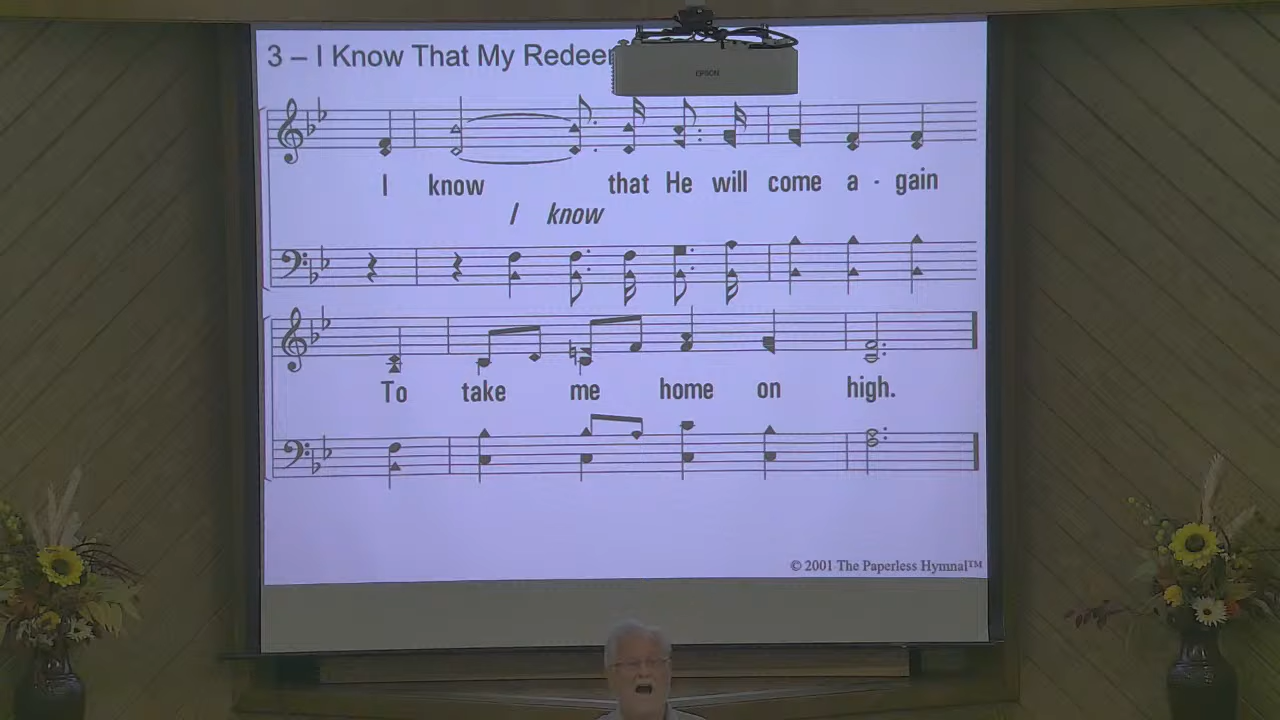 3 – I Know That My Redeem
EPSON
I know that He will come a - gain
I know
To take me home on high.
© 2001 The Paperless Hymnal™